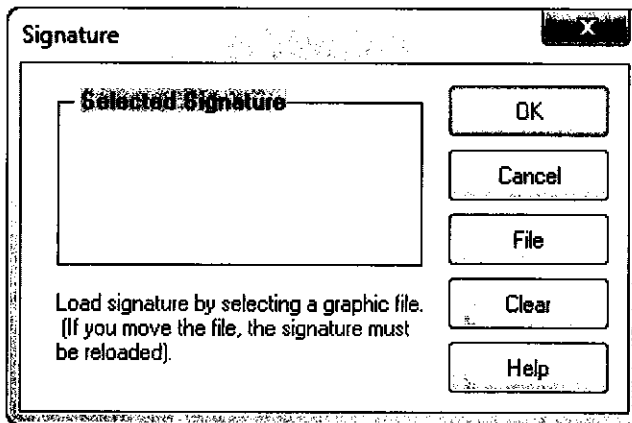 Signature
X
Selected Signature
OK
Cancel
File
Load signature by selecting a graphic file.
(If you move the file, the signature must
be reloaded).
Clear
Help